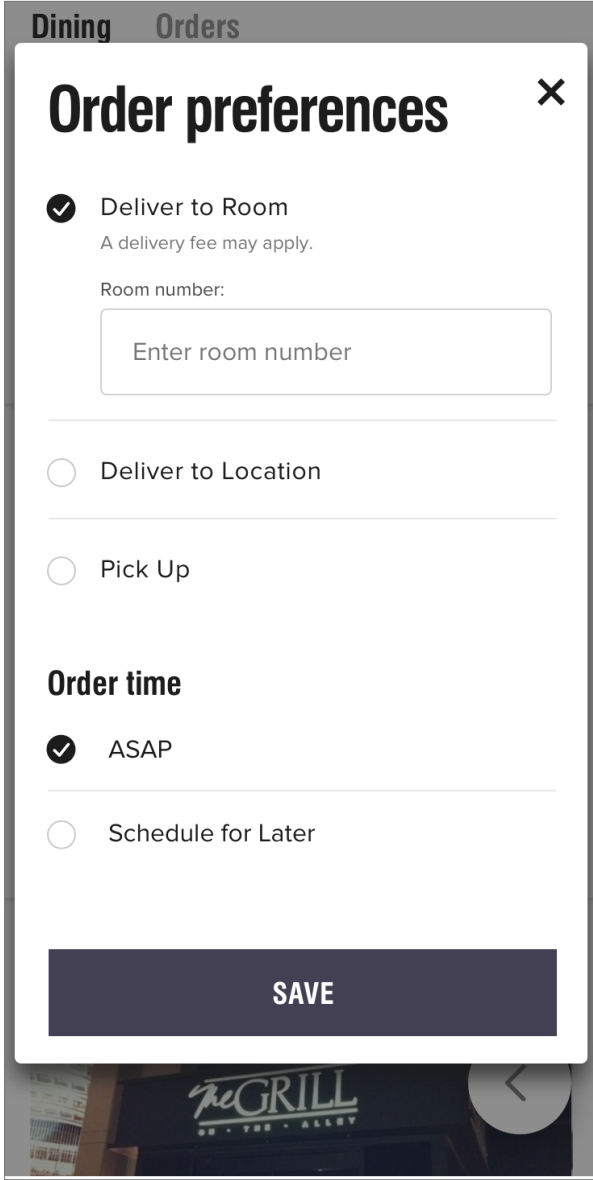 Dining Orders
Order preferences
Deliver to Room
A delivery fee may apply.
Room number:
Enter room number
Deliver to Location
Pick Up
Order time
ASAP
Schedule for Later
SAVE
The GRILL
ON • THE • ALLEY